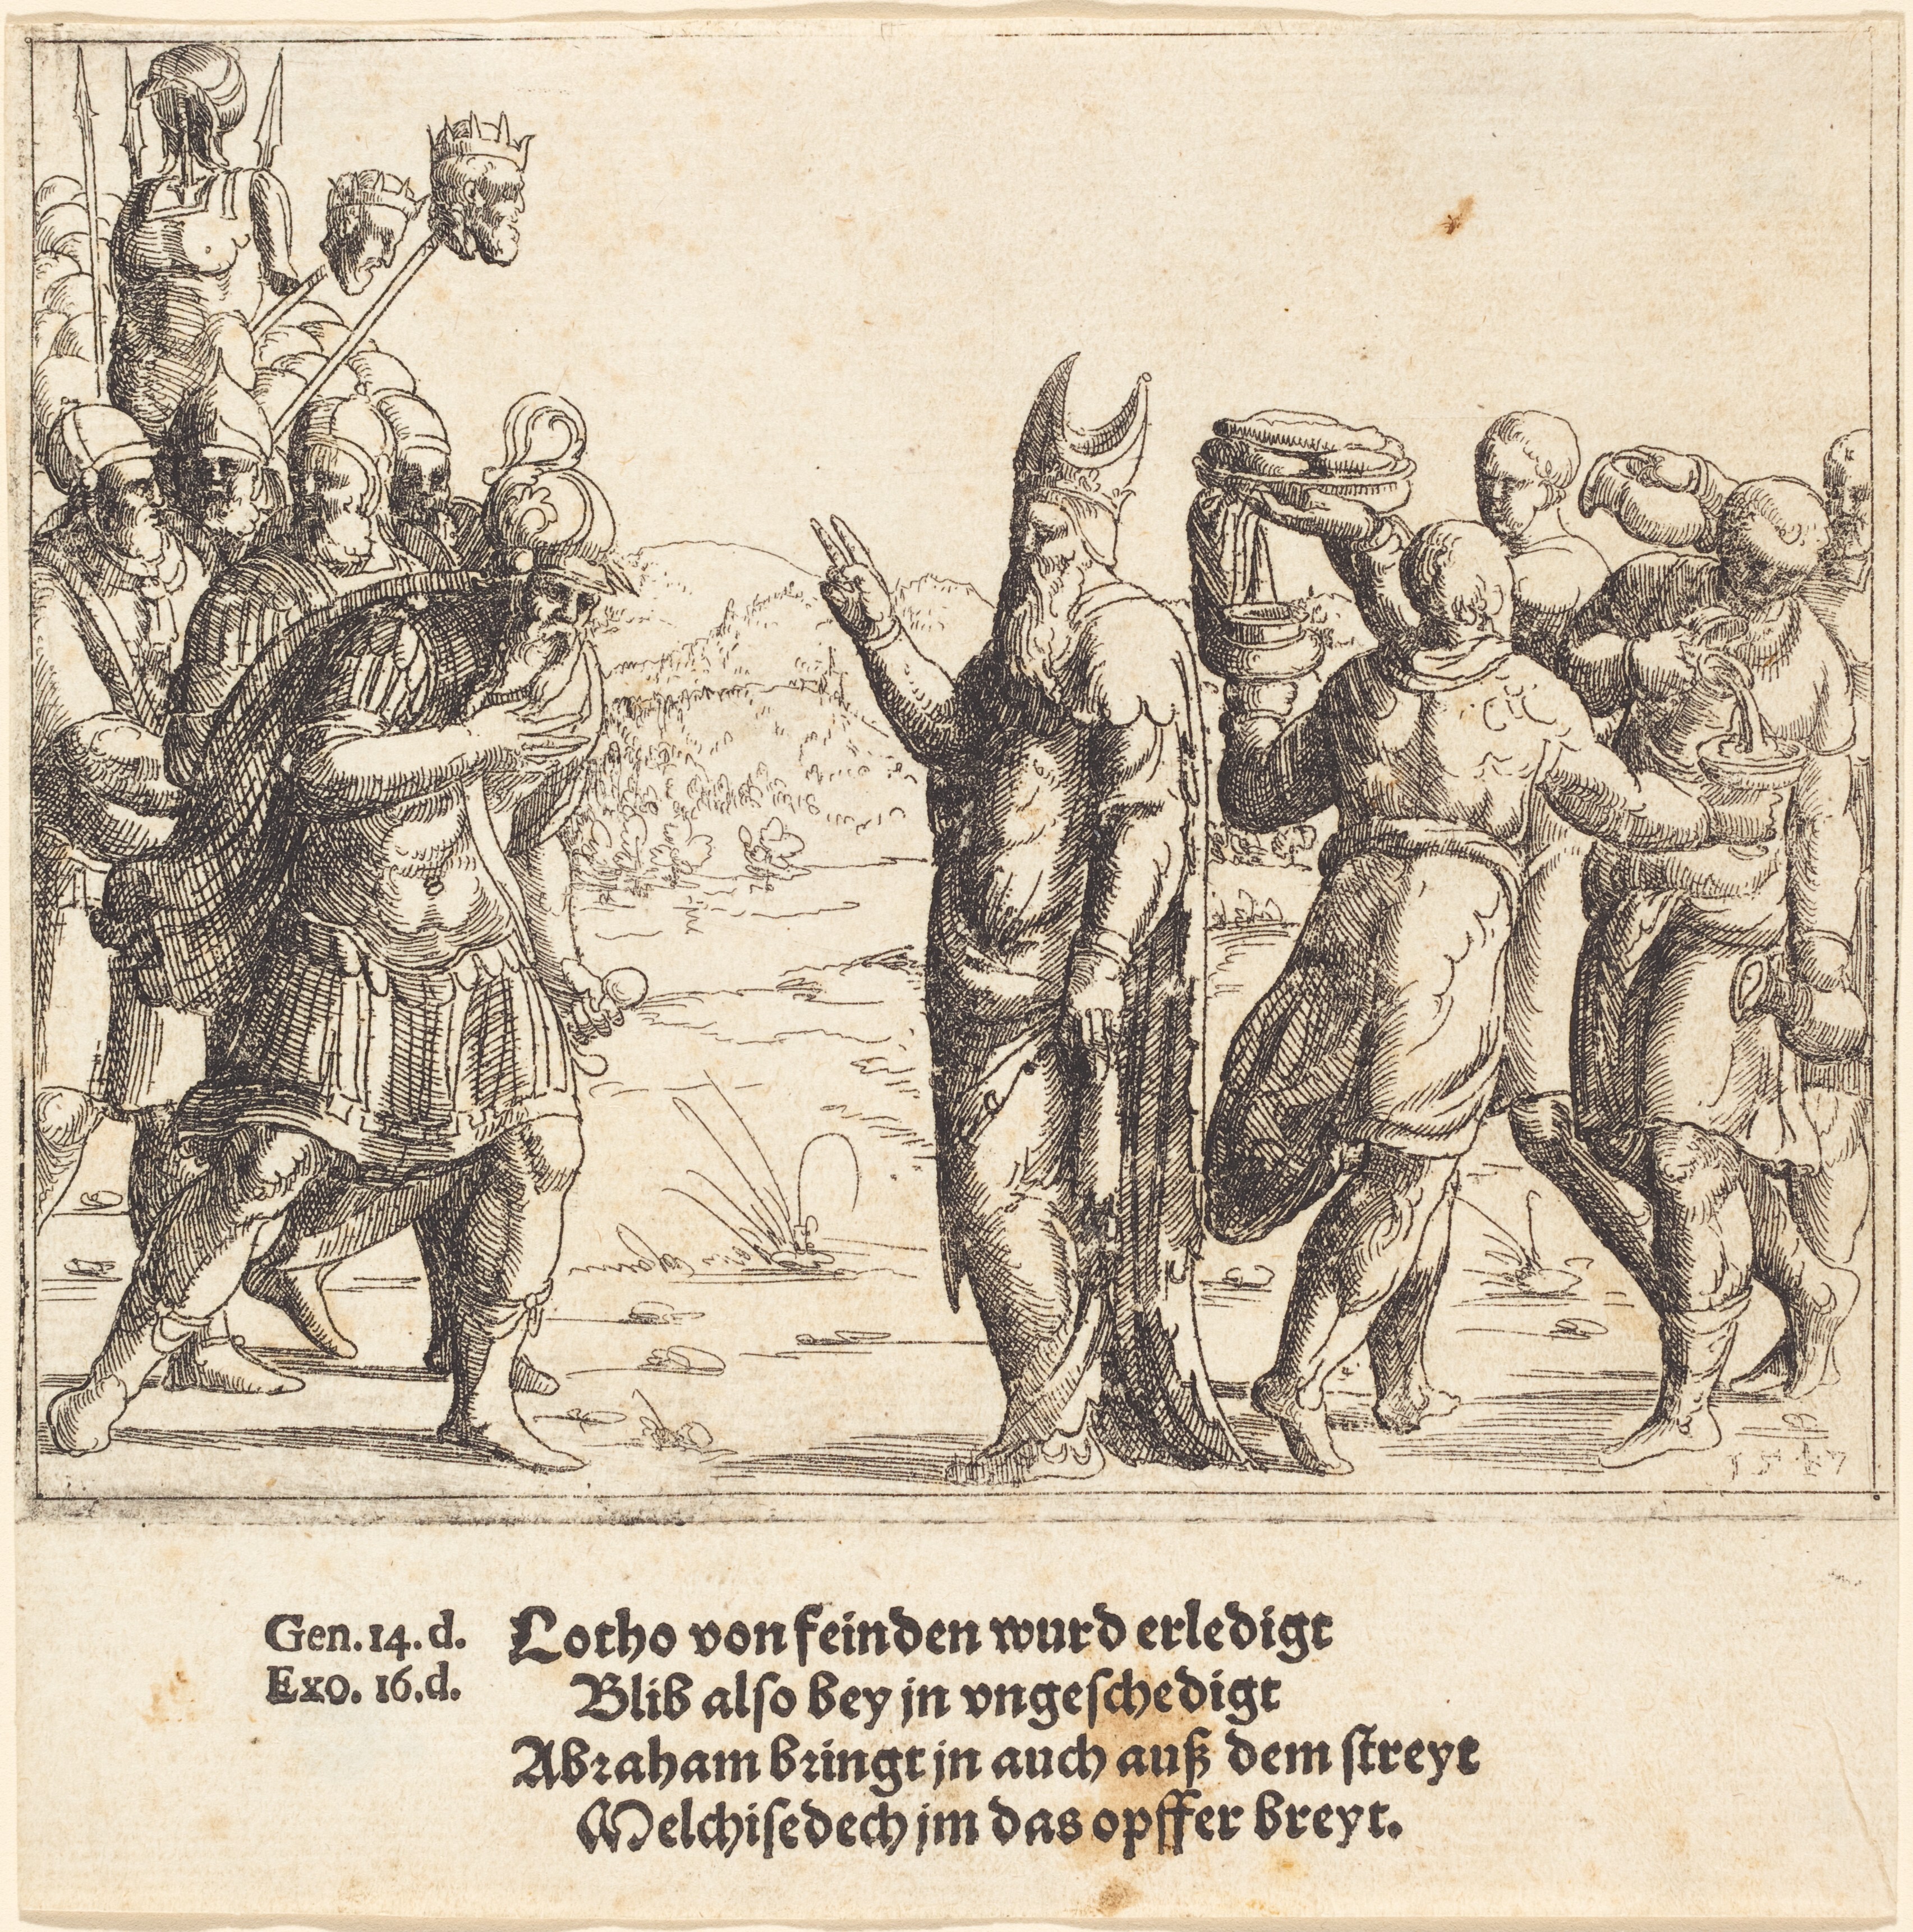 1547
Gen. 14. d.
Exo. 16. d.
Lotho von feinden wurd erledigt
Blib also bey jn vngeschedigt
Abraham bringt jn auch auß dem streyt
Melchisedech jm das opffer breyt.